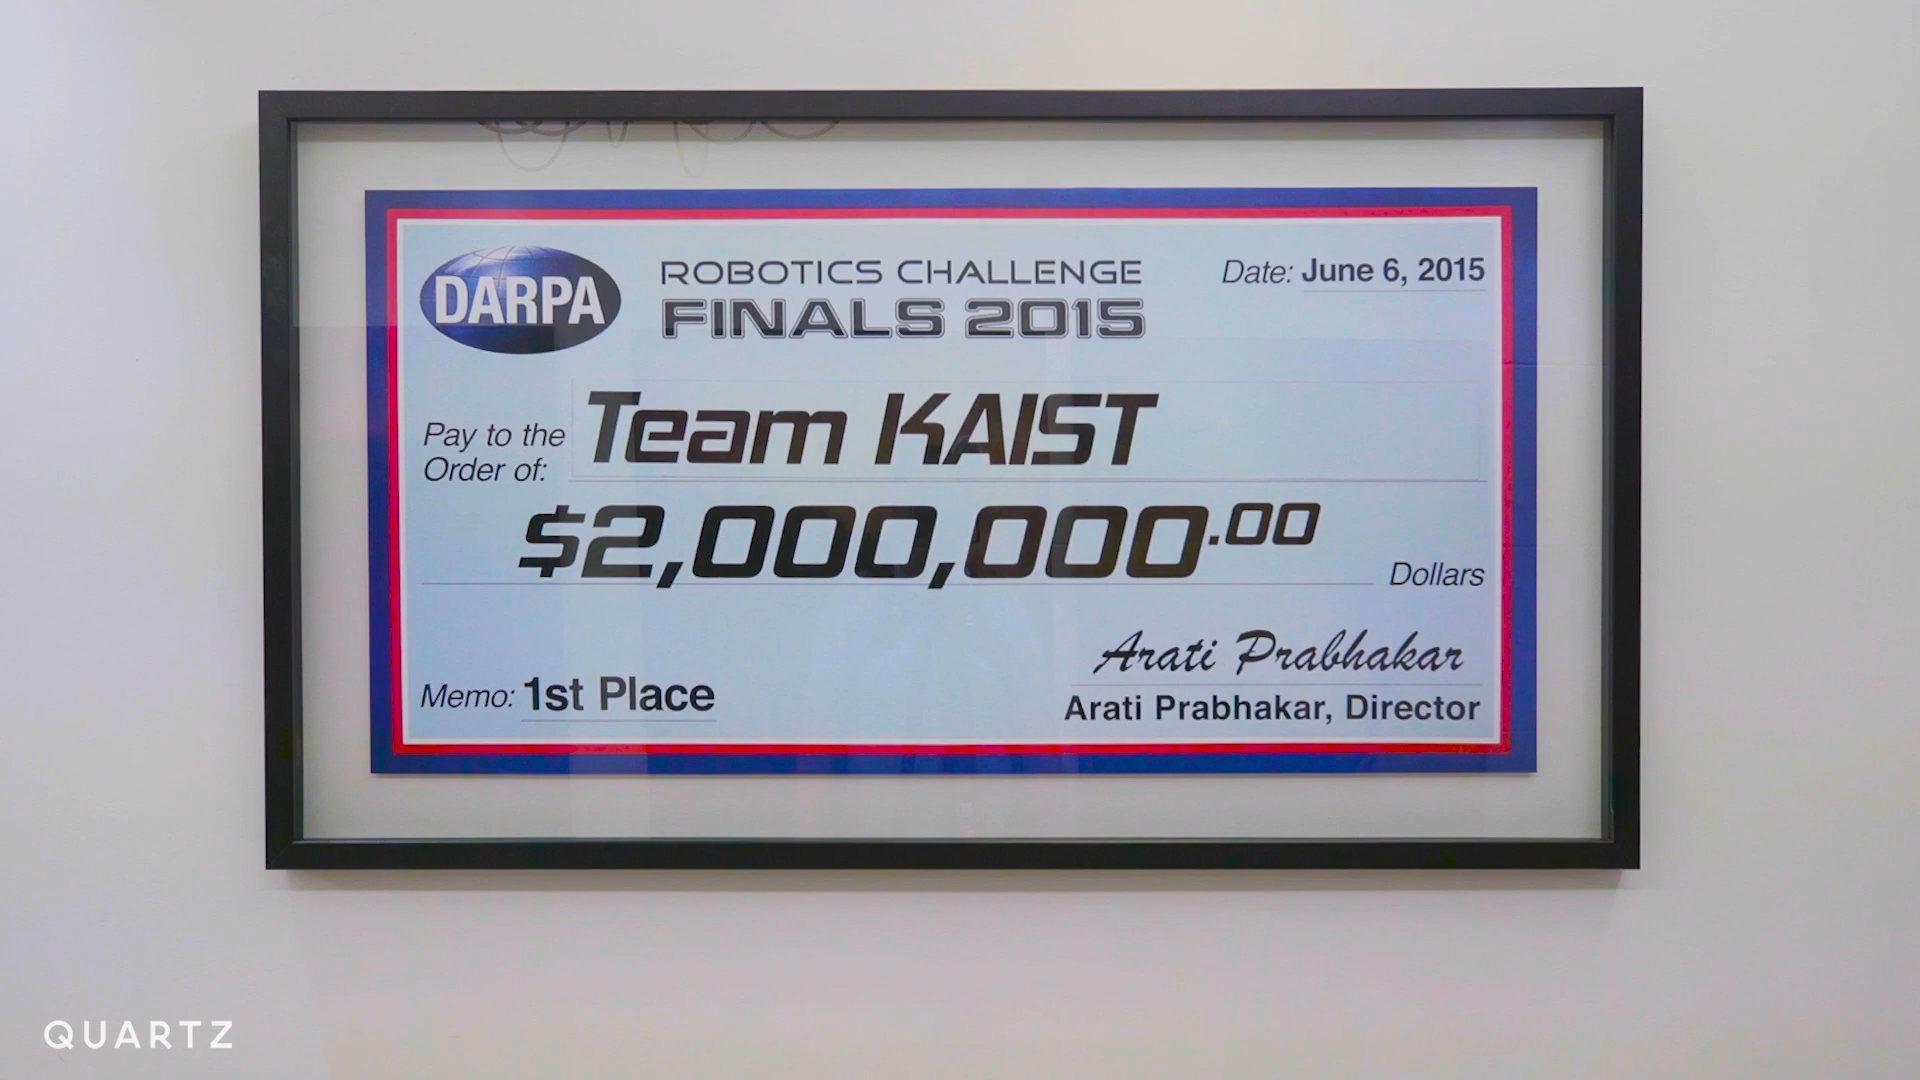 DARPA
ROBOTICS CHALLENGE
FINALS 2015
Date: June 6, 2015
Pay to the
Order of:
Team KAIST
$2,000,000.00
Dollars
Arati Prabhakar
Memo: 1st Place
Arati Prabhakar, Director
QUARTZ